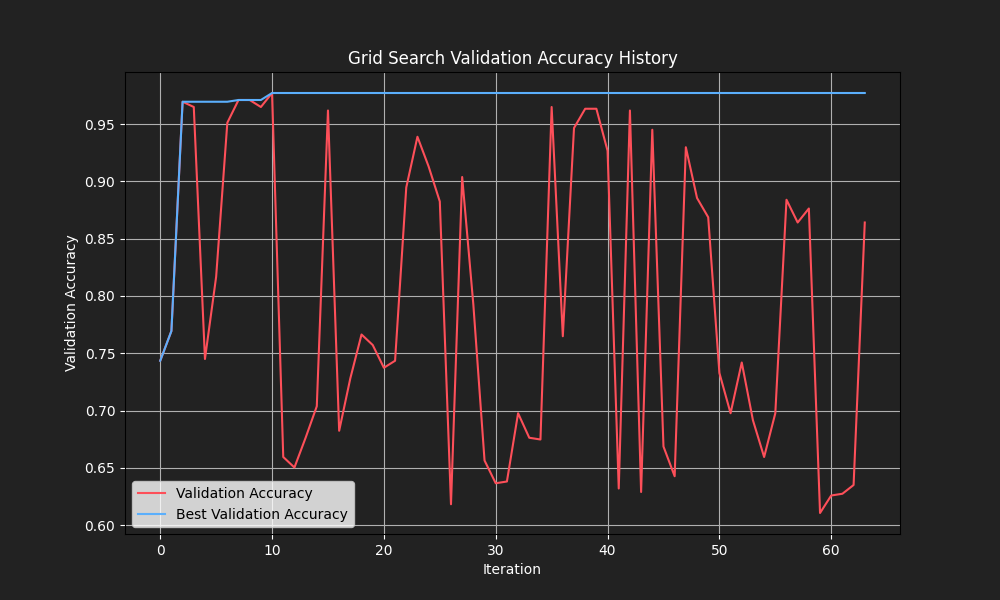 Grid Search Validation Accuracy History
Validation Accuracy
0.95
0.90
0.85
0.80
0.75
0.70
0.65
0.60
Validation Accuracy
Best Validation Accuracy
0 10 20 30 40 50 60
Iteration